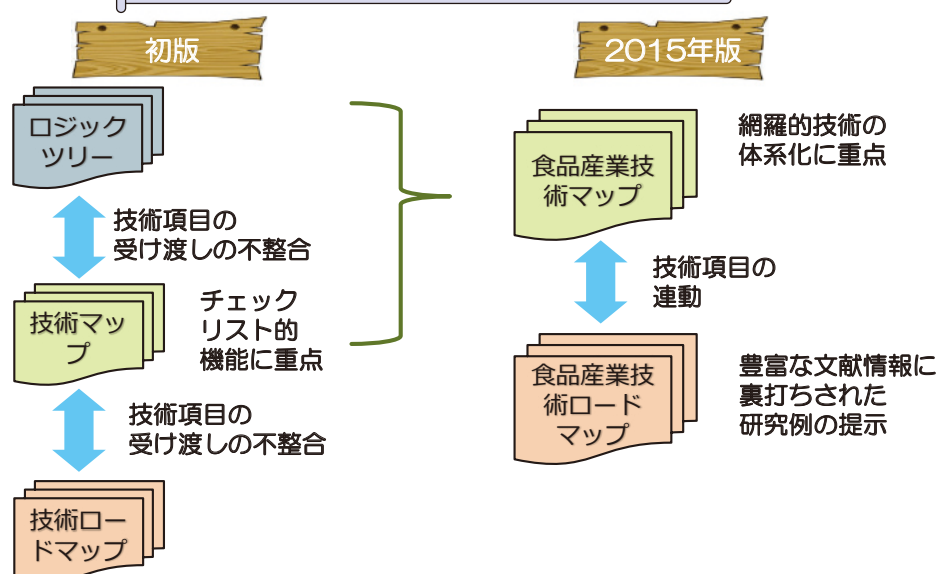 初版
ロジック
ツリー
技術項目の
受け渡しの不整合
技術マッ
プ
チェック
リスト的
機能に重点
技術項目の
受け渡しの不整合
技術ロー
ドマップ
2015年版
食品産業技
術マップ
網羅的技術の
体系化に重点
技術項目の
連動
食品産業技
術ロード
マップ
豊富な文献情報に
裏打ちされた
研究例の提示